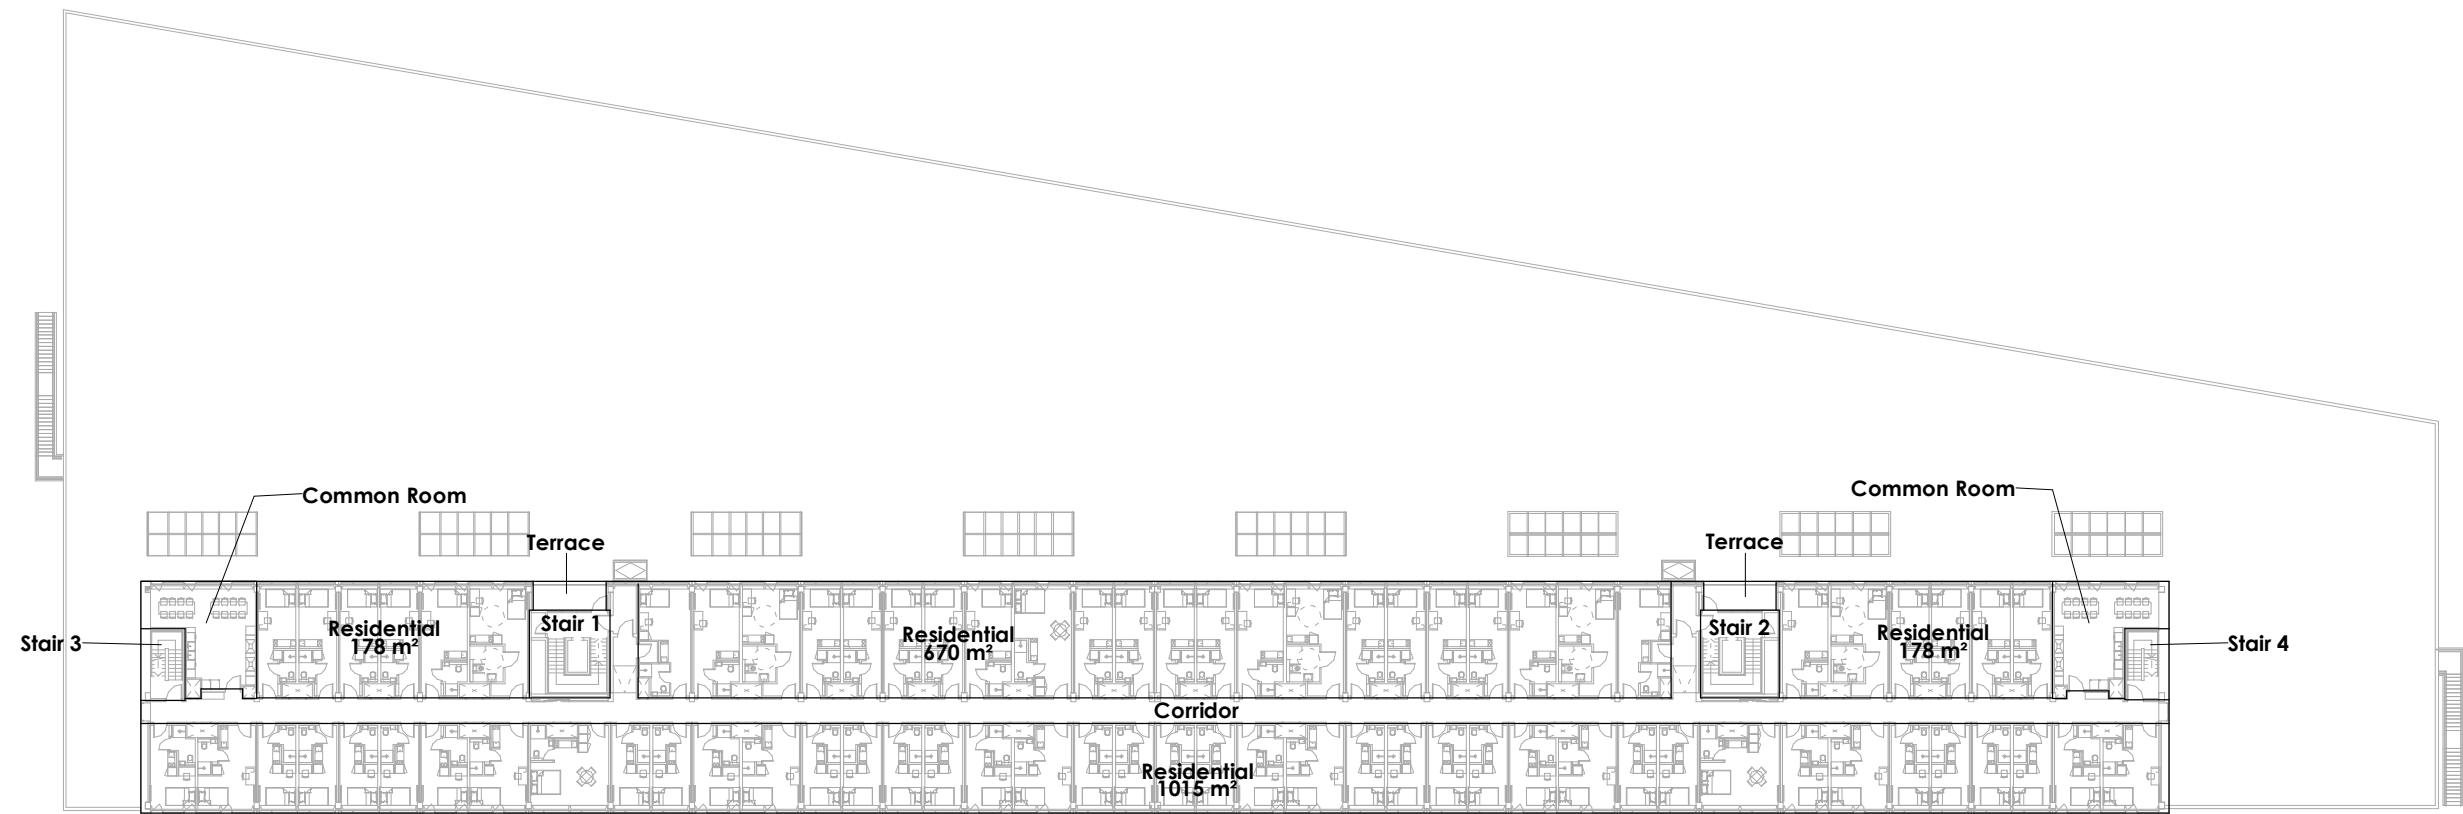 Common Room
Common Room
Terrace
Terrace
Stair 3
Residential
178 m²
Stair 1
Residential
670 m²
Stair 2
Residential
178 m²
Stair 4
Corridor
Residential
1015 m²